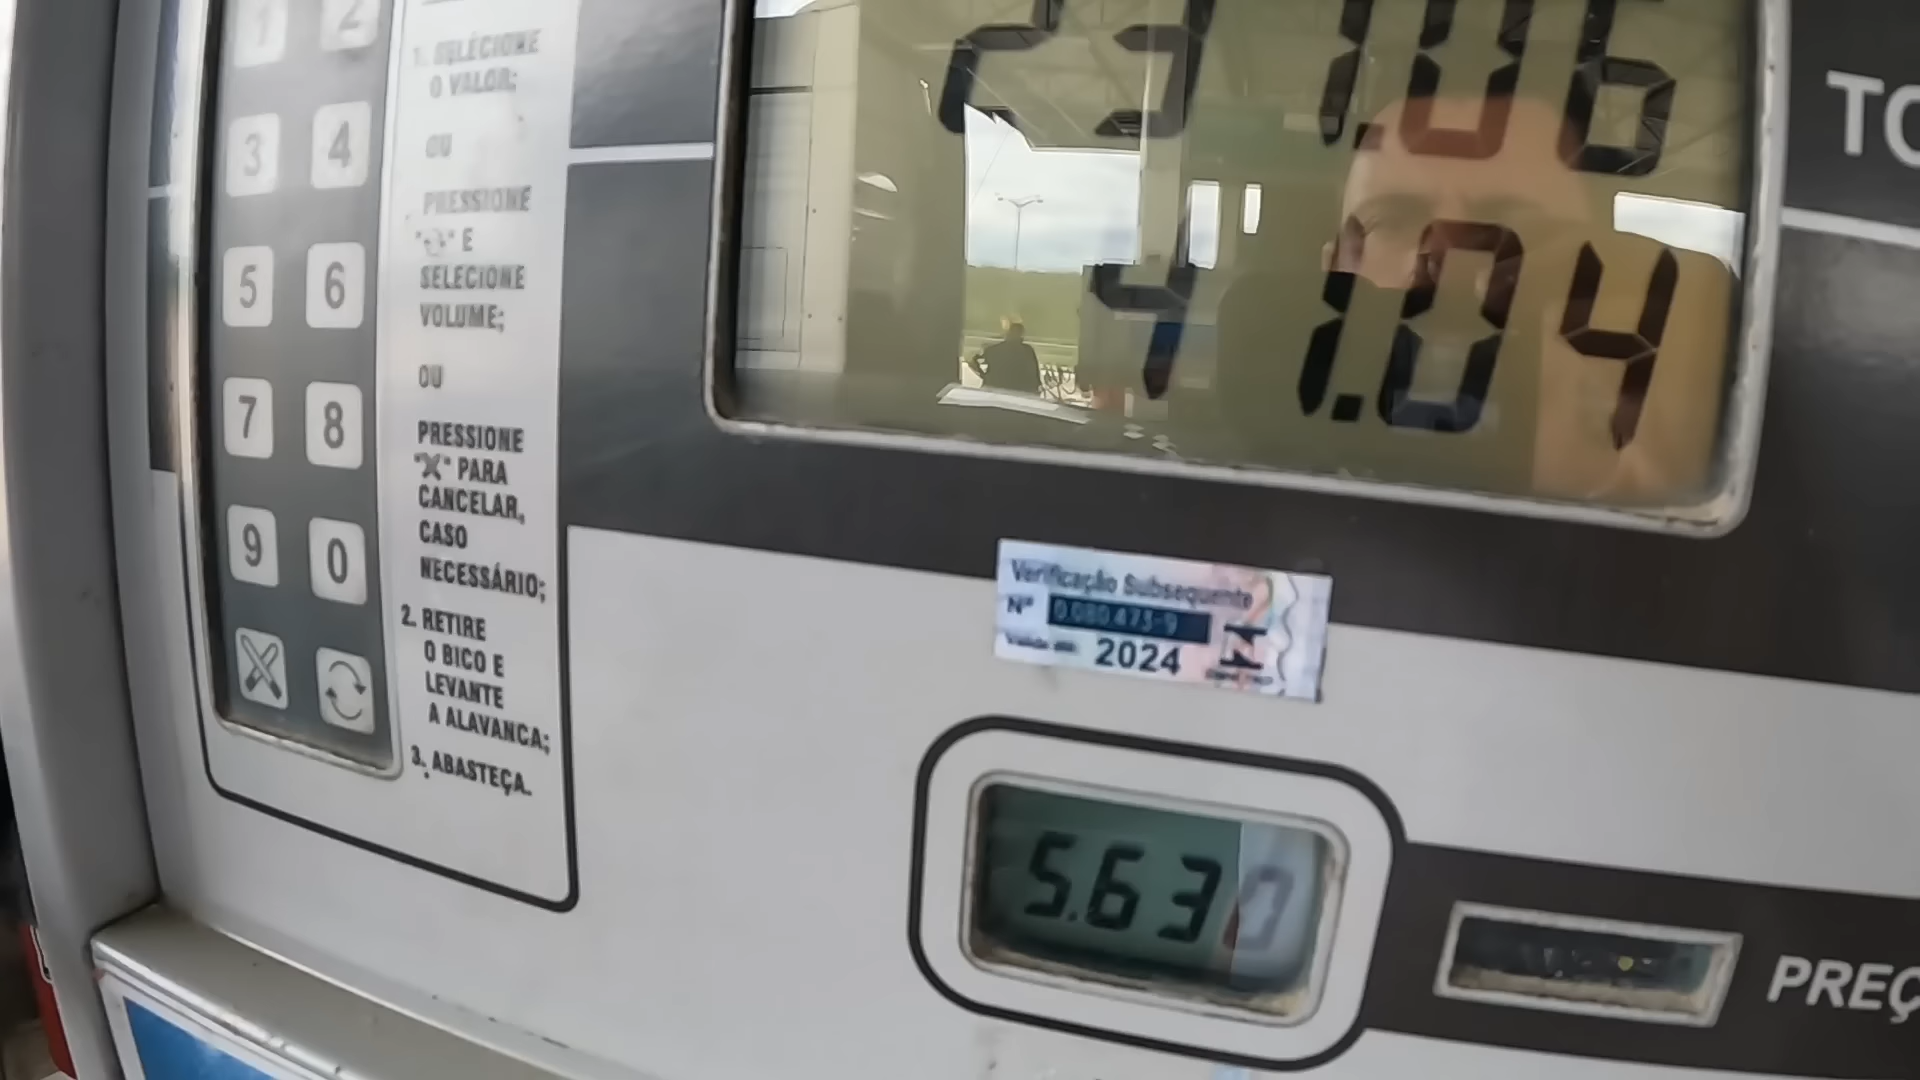 1 2
3 4
5 6
7 8
9 0
1. SELECIONE
O VALOR;
OU
PRESSIONE
" " E
SELECIONE
VOLUME;
OU
PRESSIONE
"X" PARA
CANCELAR,
CASO
NECESSÁRIO;
2. RETIRE
O BICO E
LEVANTE
A ALAVANCA;
3. ABASTEÇA.
231.06
TO
41.04
Verificação Subsequente
Nº 0.080.473-9
2024
5.630
PREÇ